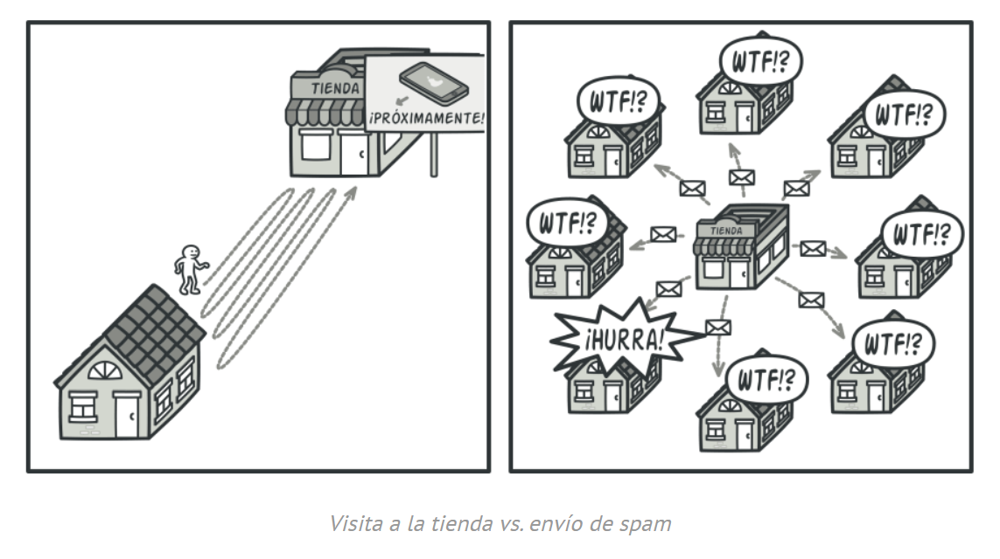 TIENDA
¡PRÓXIMAMENTE!
WTF!?
WTF!?
WTF!?
WTF!?
TIENDA
WTF!?
¡HURRA!
WTF!?
WTF!?
Visita a la tienda vs. envío de spam